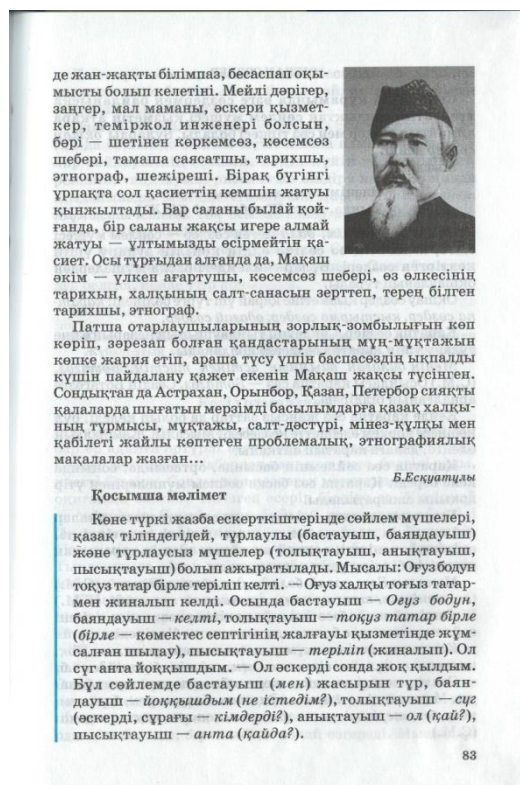 де жан-жақты білімпаз, бесаспап оқы-
мысты болып келетіні. Мейлі дәрігер,
заңгер, мал маманы, әскери қызмет-
кер, теміржол инженері болсын,
бәрі — шетінен көркемсөз, көсемсөз
шебері, тамаша саясатшы, тарихшы,
этнограф, шежіреші. Бірақ бүгінгі
ұрпақта сол қасиеттің кемшін жатуы
қынжылтады. Бар саланы былай қой-
ғанда, бір саланы жақсы игере алмай
жатуы — ұлтымызды өсірмейтін қа-
сиет. Осы тұрғыдан алғанда да, Мақаш
әкім — үлкен ағартушы, көсемсөз шебері, өз өлкесінің
тарихын, халқының салт-санасын зерттеп, терең білген
тарихшы, этнограф.
Патша отарлаушыларының зорлық-зомбылығын көп
көріп, зәрезап болған қандастарының мұң-мұқтажын
көпке жария етіп, араша түсу үшін баспасөздің ықпалды
күшін пайдалану қажет екенін Мақаш жақсы түсінген.
Сондықтан да Астрахан, Орынбор, Қазан, Петербор сияқты
қалаларда шығатын мерзімді басылымдарға қазақ халқы-
ның тұрмысы, мұқтажы, салт-дәстүрі, мінез-құлқы мен
қабілеті жайлы көптеген проблемалық, этнографиялық
мақалалар жазған...
Б.Есқуатұлы
Қосымша мәлімет
Көне түркі жазба ескерткіштерінде сөйлем мүшелері,
қазақ тіліндегідей, тұрлаулы (бастауыш, баяндауыш)
және тұрлаусыз мүшелер (толықтауыш, анықтауыш,
пысықтауыш) болып ажыратылады. Мысалы: Оғуз бодун
тоқуз татар бірле теріліп келті. — Оғуз халқы тоғыз татар-
мен жиналып келді. Осында бастауыш — Оғуз бодун,
баяндауыш — келті, толықтауыш — тоқуз татар бірле
(бірле — көмектес септігінің жалғауы қызметінде жұм-
салған шылау), пысықтауыш — теріліп (жиналып). Ол
сүг анта йоққышдым. — Ол әскерді сонда жоқ қылдым.
Бұл сөйлемде бастауыш (мен) жасырын тұр, баян-
дауыш — йоққышдым (не істедім?), толықтауыш — сүг
(әскерді, сұрағы — кімдерді?), анықтауыш — ол (қай?),
пысықтауыш — анта (қайда?).
83